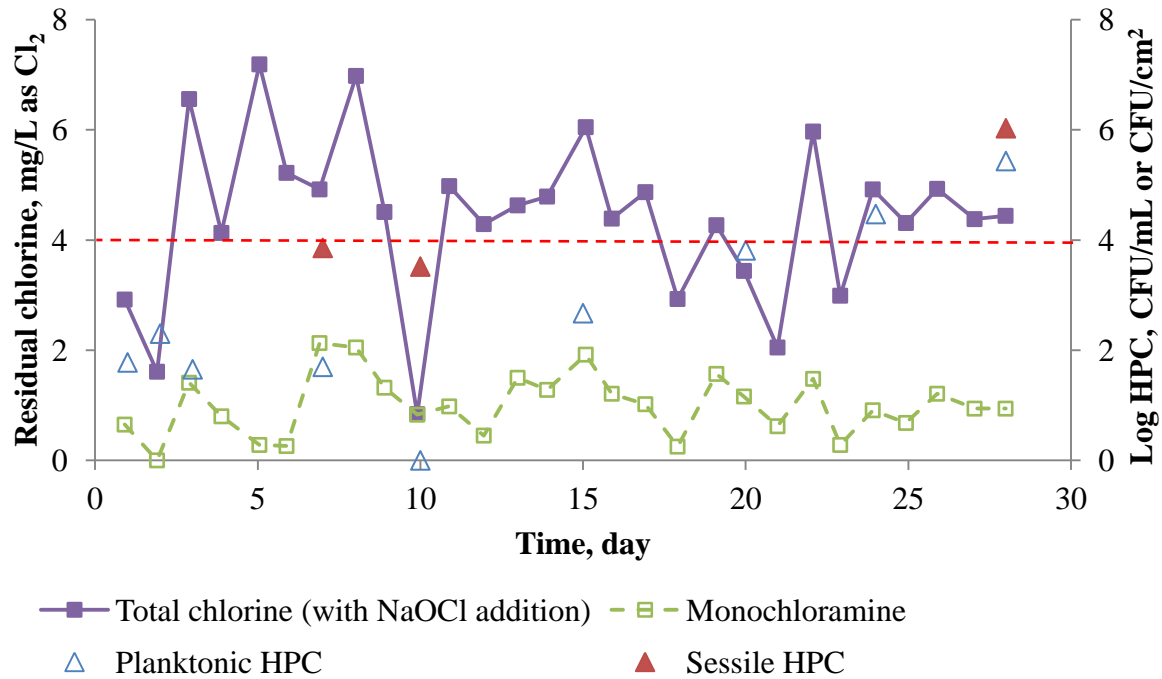 Residual chlorine, mg/L as Cl₂
8
6
4
2
0
8
6
4
2
0
Log HPC, CFU/mL or CFU/cm²
0 5 10 15 20 25 30
Time, day
Total chlorine (with NaOCl addition) Monochloramine
Planktonic HPC Sessile HPC